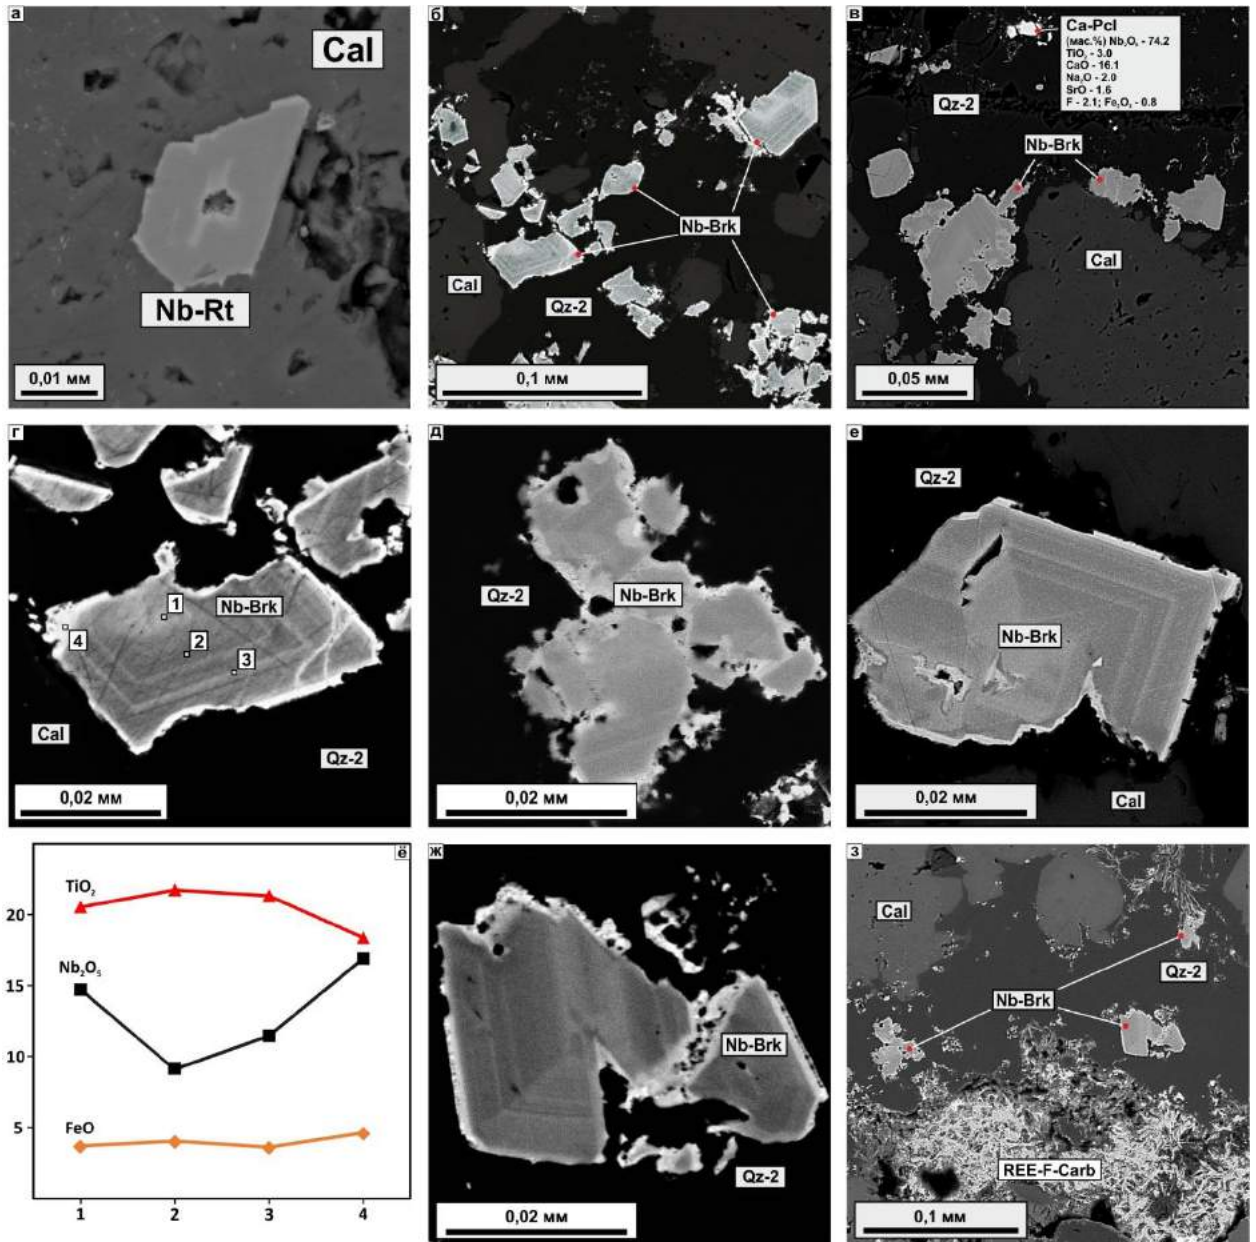 а
Cal
Nb-Rt
0,01 мм
б
Nb-Brk
Cal
Qz-2
0,1 мм
в
Ca-Pcl
(мас.%) Nb₂O₅ - 74.2
TiO₂ - 3.0
CaO - 16.1
Na₂O - 2.0
SrO - 1.6
F - 2.1; Fe₂O₃ - 0.8
Qz-2
Nb-Brk
Cal
0,05 мм
г
1
Nb-Brk
4
2
3
Cal
Qz-2
0,02 мм
д
Qz-2
Nb-Brk
0,02 мм
е
Qz-2
Nb-Brk
0,02 мм
Cal
ё
TiO₂
20
Nb₂O₅
15
10
FeO
5
1 2 3 4
ж
Nb-Brk
Qz-2
0,02 мм
з
Cal
Qz-2
Nb-Brk
REE-F-Carb
0,1 мм